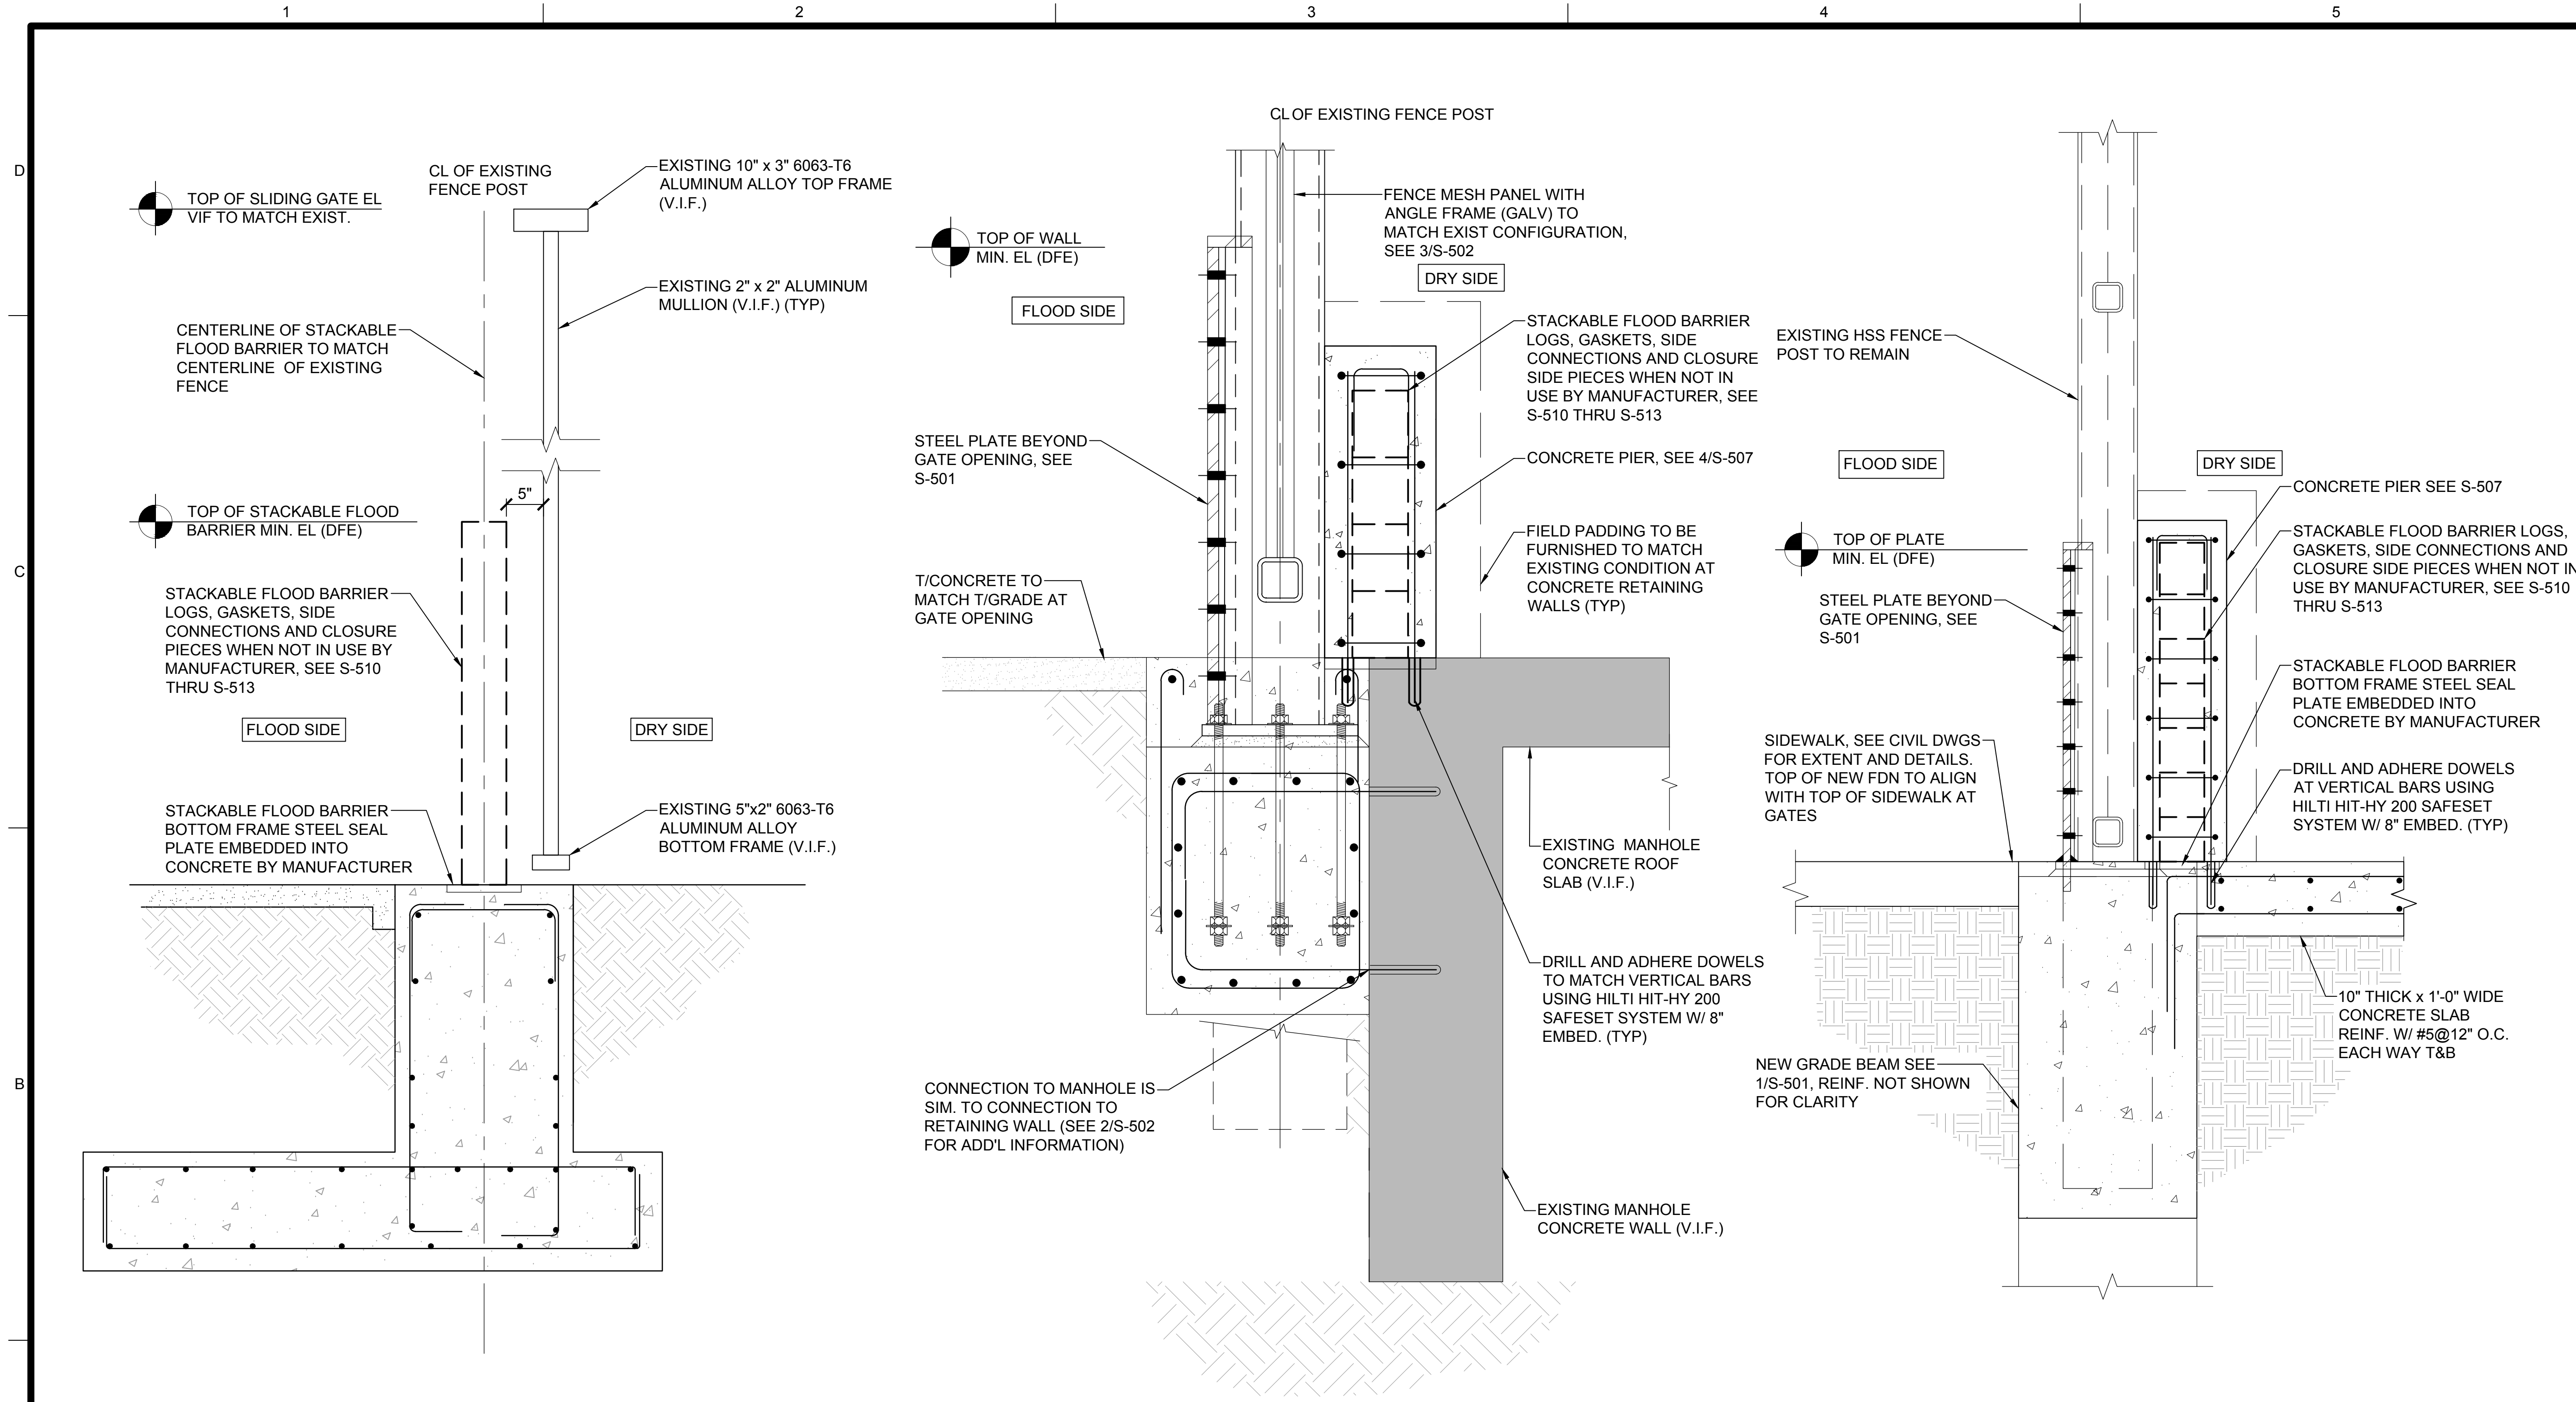 1
2
3
4
5
D
C
B
TOP OF SLIDING GATE EL
VIF TO MATCH EXIST.
CL OF EXISTING
FENCE POST
EXISTING 10" x 3" 6063-T6
ALUMINUM ALLOY TOP FRAME
(V.I.F.)
EXISTING 2" x 2" ALUMINUM
MULLION (V.I.F.) (TYP)
CENTERLINE OF STACKABLE
FLOOD BARRIER TO MATCH
CENTERLINE OF EXISTING
FENCE
5"
TOP OF STACKABLE FLOOD
BARRIER MIN. EL (DFE)
STACKABLE FLOOD BARRIER
LOGS, GASKETS, SIDE
CONNECTIONS AND CLOSURE
PIECES WHEN NOT IN USE BY
MANUFACTURER, SEE S-510
THRU S-513
FLOOD SIDE
DRY SIDE
STACKABLE FLOOD BARRIER
BOTTOM FRAME STEEL SEAL
PLATE EMBEDDED INTO
CONCRETE BY MANUFACTURER
EXISTING 5"x2" 6063-T6
ALUMINUM ALLOY
BOTTOM FRAME (V.I.F.)
CL OF EXISTING FENCE POST
FENCE MESH PANEL WITH
ANGLE FRAME (GALV) TO
MATCH EXIST CONFIGURATION,
SEE 3/S-502
TOP OF WALL
MIN. EL (DFE)
DRY SIDE
FLOOD SIDE
STACKABLE FLOOD BARRIER
LOGS, GASKETS, SIDE
CONNECTIONS AND CLOSURE
SIDE PIECES WHEN NOT IN
USE BY MANUFACTURER, SEE
S-510 THRU S-513
STEEL PLATE BEYOND
GATE OPENING, SEE
S-501
CONCRETE PIER, SEE 4/S-507
FIELD PADDING TO BE
FURNISHED TO MATCH
EXISTING CONDITION AT
CONCRETE RETAINING
WALLS (TYP)
T/CONCRETE TO
MATCH T/GRADE AT
GATE OPENING
EXISTING MANHOLE
CONCRETE ROOF
SLAB (V.I.F.)
DRILL AND ADHERE DOWELS
TO MATCH VERTICAL BARS
USING HILTI HIT-HY 200
SAFESET SYSTEM W/ 8"
EMBED. (TYP)
CONNECTION TO MANHOLE IS
SIM. TO CONNECTION TO
RETAINING WALL (SEE 2/S-502
FOR ADD'L INFORMATION)
EXISTING MANHOLE
CONCRETE WALL (V.I.F.)
EXISTING HSS FENCE
POST TO REMAIN
FLOOD SIDE
DRY SIDE
CONCRETE PIER SEE S-507
TOP OF PLATE
MIN. EL (DFE)
STACKABLE FLOOD BARRIER LOGS,
GASKETS, SIDE CONNECTIONS AND
CLOSURE SIDE PIECES WHEN NOT IN
USE BY MANUFACTURER, SEE S-510
THRU S-513
STEEL PLATE BEYOND
GATE OPENING, SEE
S-501
STACKABLE FLOOD BARRIER
BOTTOM FRAME STEEL SEAL
PLATE EMBEDDED INTO
CONCRETE BY MANUFACTURER
SIDEWALK, SEE CIVIL DWGS
FOR EXTENT AND DETAILS.
TOP OF NEW FDN TO ALIGN
WITH TOP OF SIDEWALK AT
GATES
DRILL AND ADHERE DOWELS
AT VERTICAL BARS USING
HILTI HIT-HY 200 SAFESET
SYSTEM W/ 8" EMBED. (TYP)
10" THICK x 1'-0" WIDE
CONCRETE SLAB
REINF. W/ #5@12" O.C.
EACH WAY T&B
NEW GRADE BEAM SEE
1/S-501, REINF. NOT SHOWN
FOR CLARITY